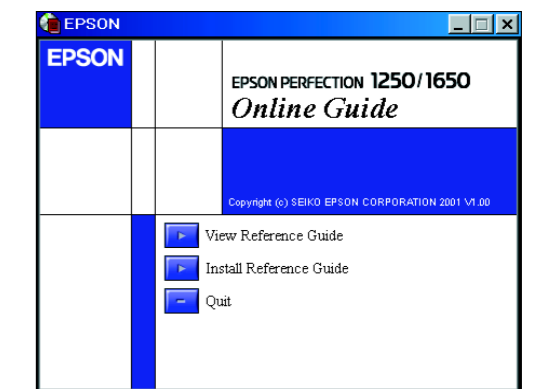 EPSON
EPSON
EPSON PERFECTION 1250/1650
Online Guide
Copyright (c) SEIKO EPSON CORPORATION 2001 V1.00
View Reference Guide
Install Reference Guide
Quit